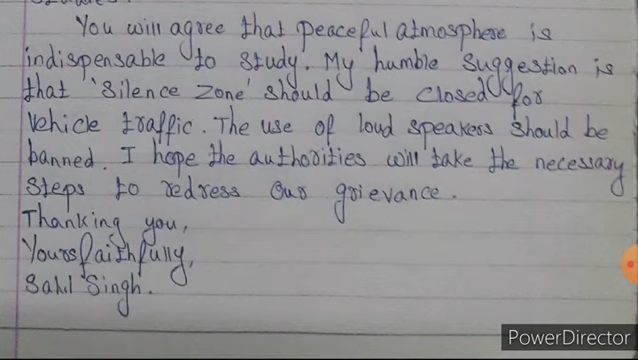 You will agree that peaceful atmosphere is
indispensable to study. My humble suggestion is
that 'silence zone' should be closed for
vehicle traffic. The use of loud speakers should be
banned. I hope the authorities will take the necessary
steps to redress our grievance.
Thanking you,
Yours faithfully,
Sahil Singh.
PowerDirector